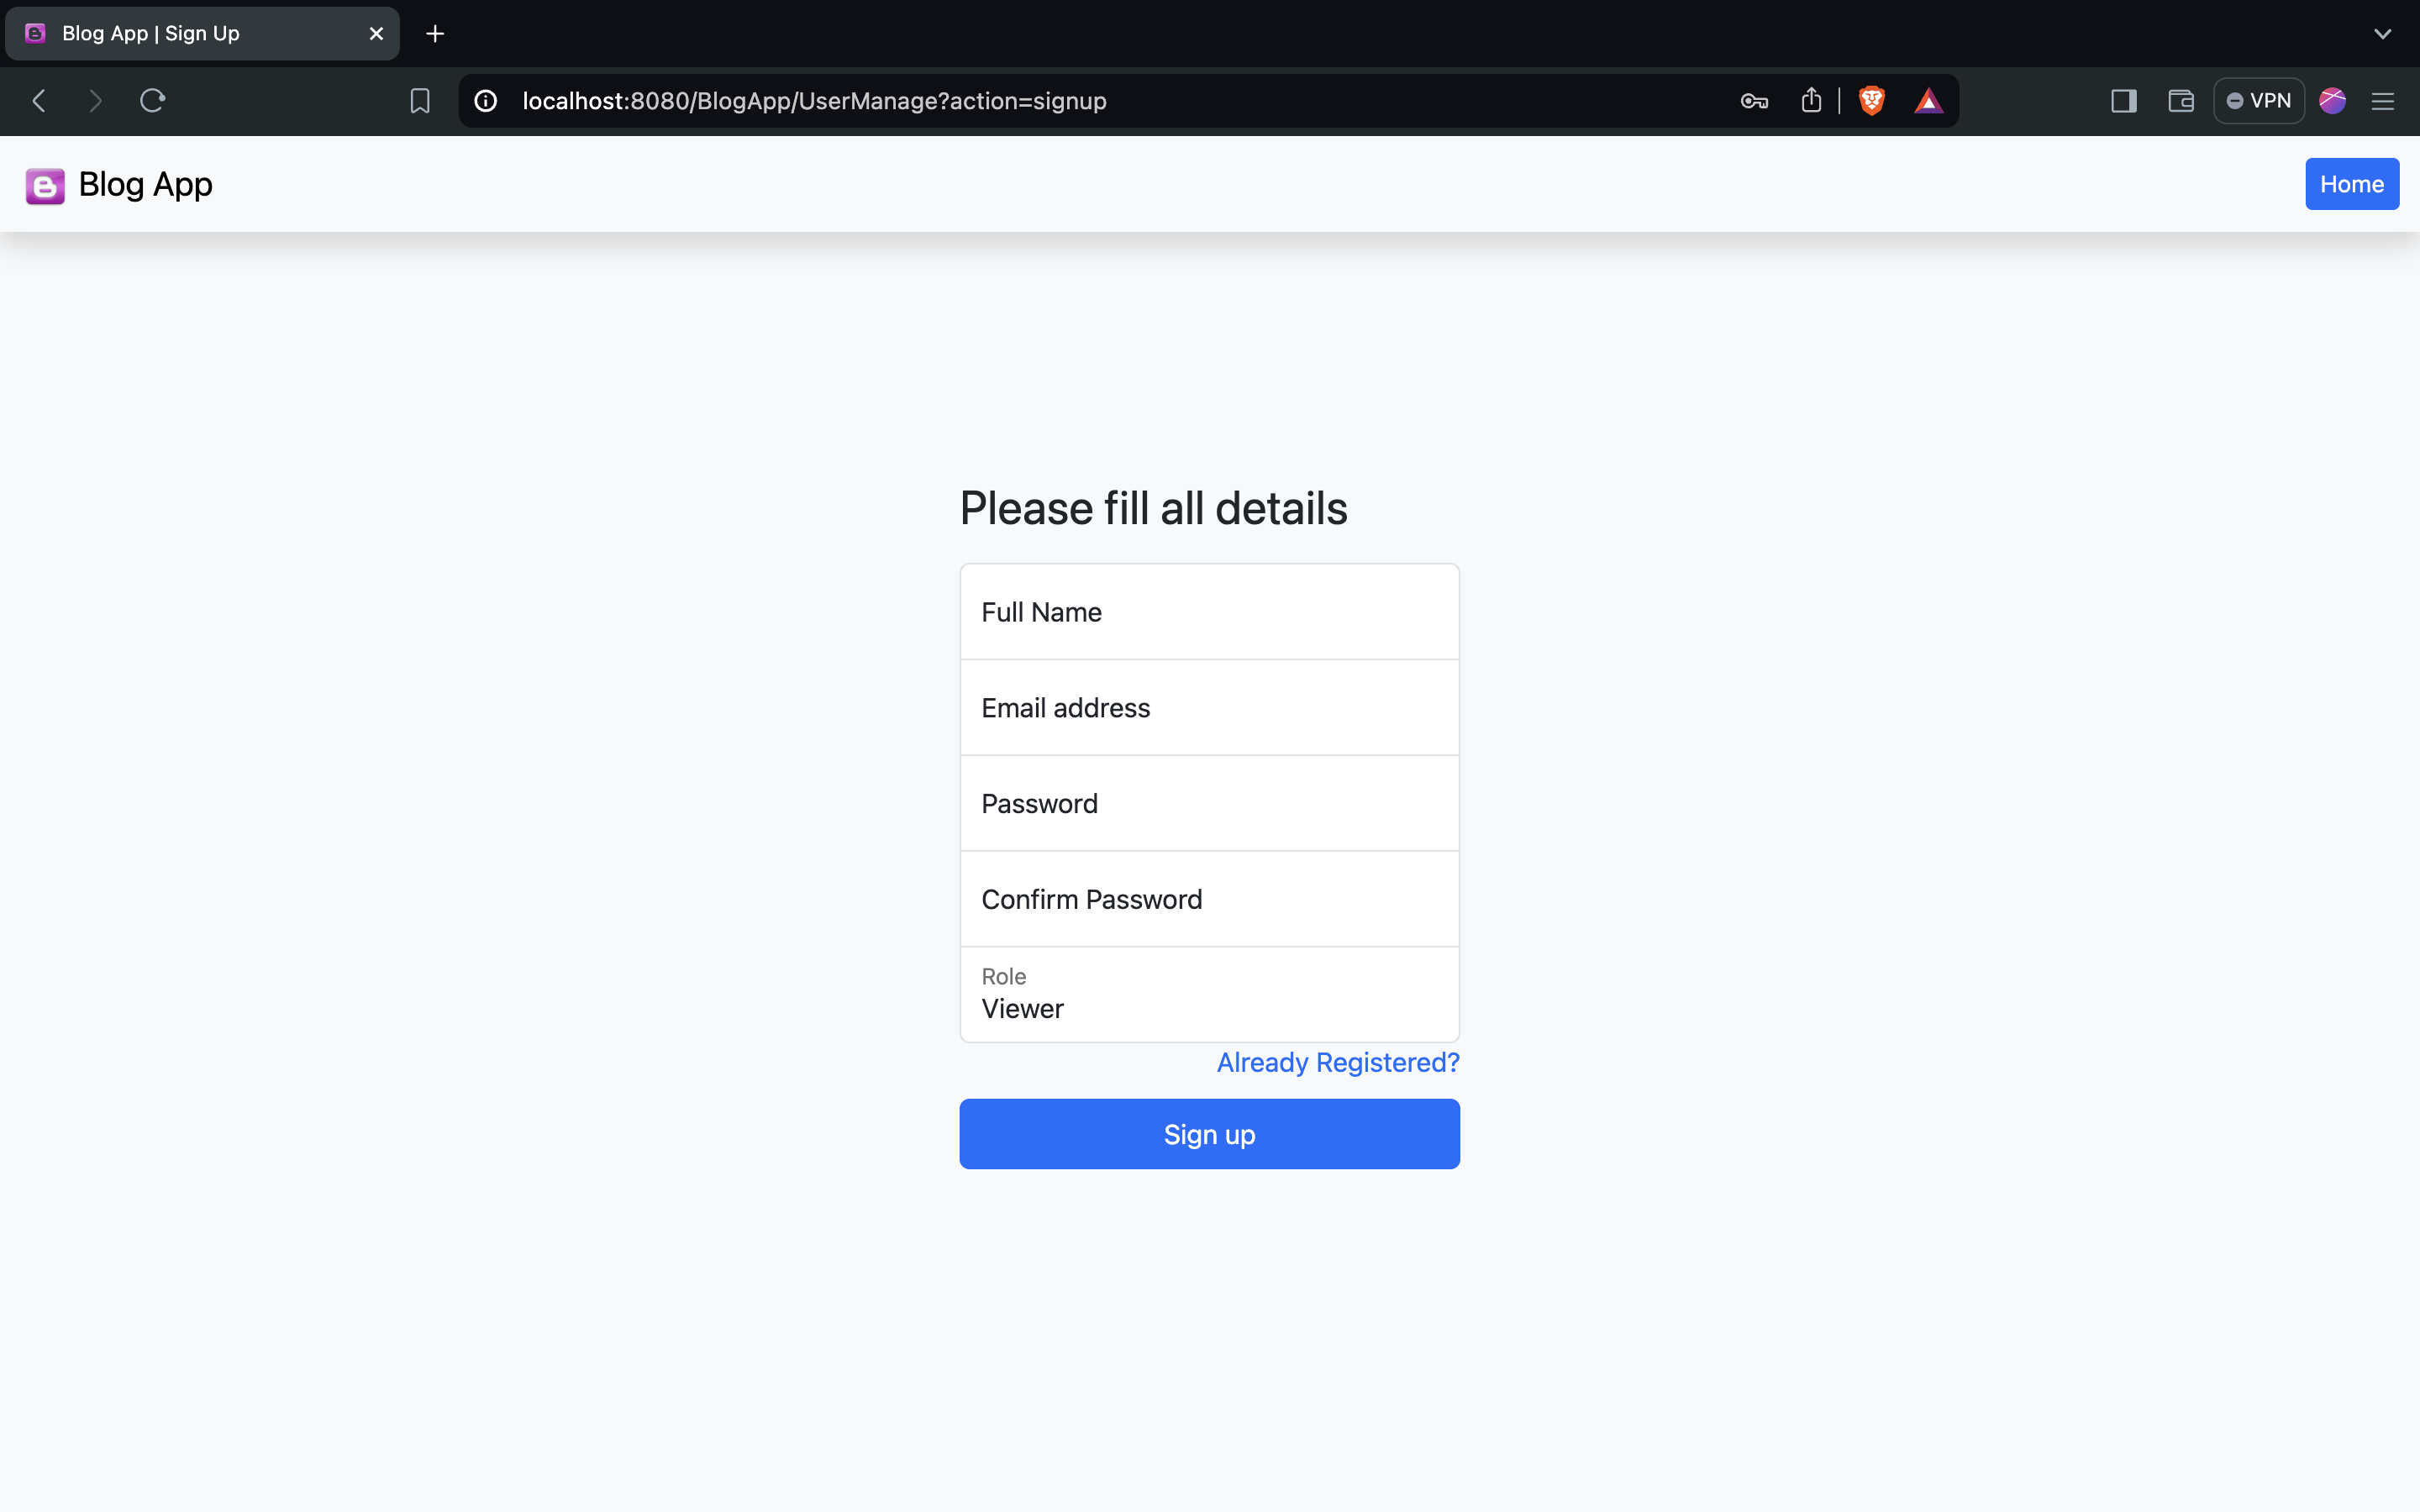 Blog App | Sign Up
localhost:8080/BlogApp/UserManage?action=signup
VPN
Blog App
Home
Please fill all details
Full Name
Email address
Password
Confirm Password
Role
Viewer
Already Registered?
Sign up